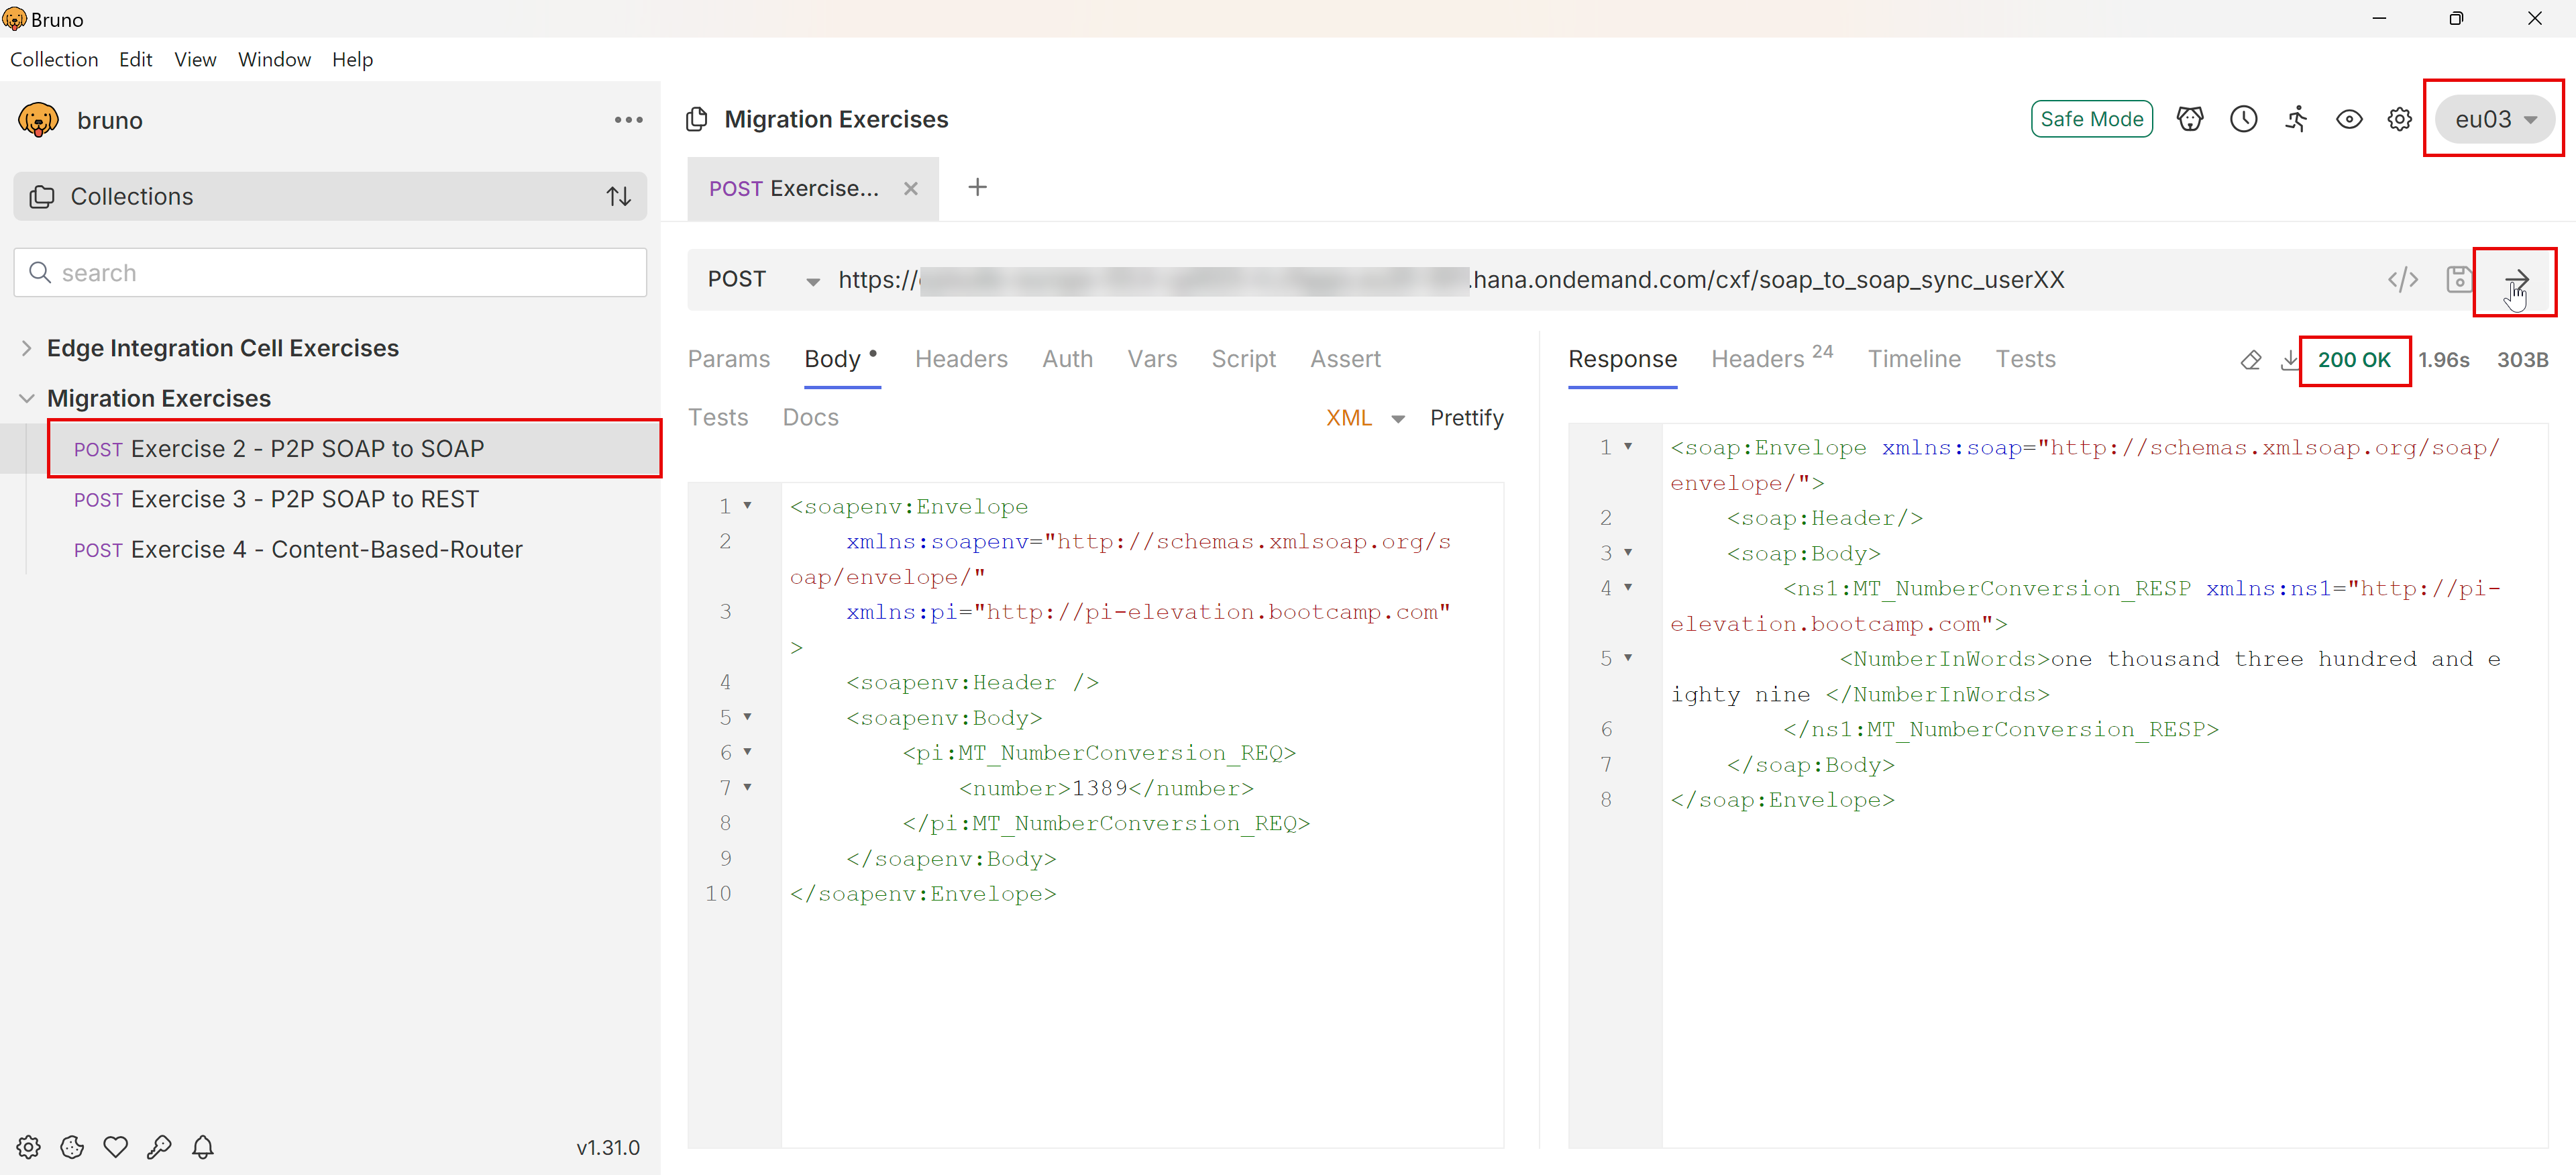 Bruno
Collection Edit View Window Help
bruno
Collections
search
Edge Integration Cell Exercises
Migration Exercises
POST Exercise 2 - P2P SOAP to SOAP
POST Exercise 3 - P2P SOAP to REST
POST Exercise 4 - Content-Based-Router
v1.31.0
Migration Exercises
Safe Mode
eu03
POST Exercise...
POST https:// .hana.ondemand.com/cxf/soap_to_soap_sync_userXX
Params Body Headers Auth Vars Script Assert
Tests Docs XML Prettify
1 <soapenv:Envelope
2 xmlns:soapenv="http://schemas.xmlsoap.org/s
oap/envelope/"
3 xmlns:pi="http://pi-elevation.bootcamp.com"
>
4 <soapenv:Header />
5 <soapenv:Body>
6 <pi:MT_NumberConversion_REQ>
7 <number>1389</number>
8 </pi:MT_NumberConversion_REQ>
9 </soapenv:Body>
10 </soapenv:Envelope>
Response Headers 24 Timeline Tests 200 OK 1.96s 303B
1 <soap:Envelope xmlns:soap="http://schemas.xmlsoap.org/soap/
envelope/">
2 <soap:Header/>
3 <soap:Body>
4 <ns1:MT_NumberConversion_RESP xmlns:ns1="http://pi-
elevation.bootcamp.com">
5 <NumberInWords>one thousand three hundred and e
ighty nine </NumberInWords>
6 </ns1:MT_NumberConversion_RESP>
7 </soap:Body>
8 </soap:Envelope>